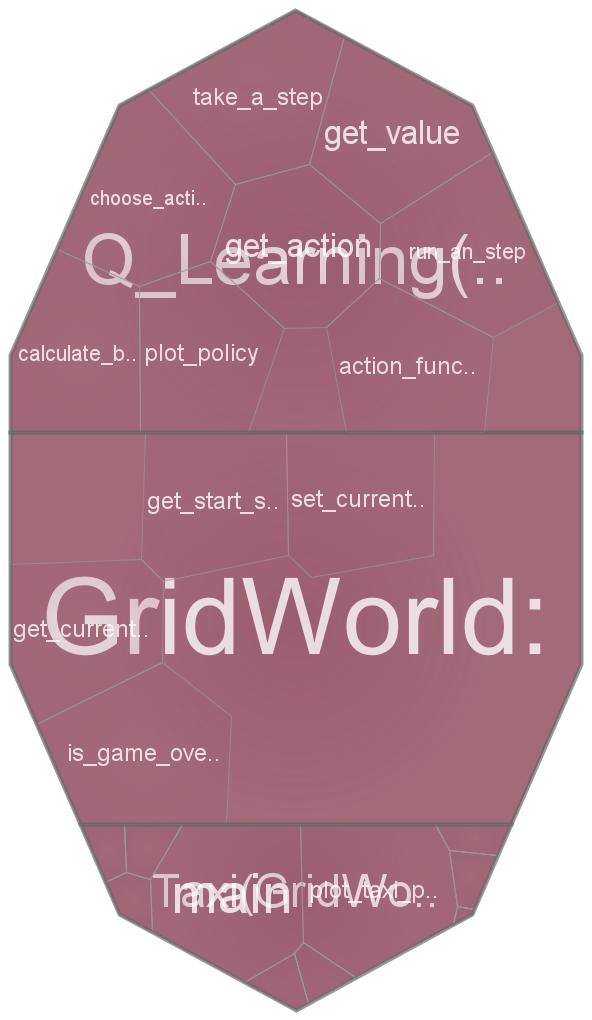 take_a_step
get_value
choose_acti..
get_action
run_an_step
Q_Learning(..
calculate_b..
plot_policy
action_func..
get_start_s..
set_current..
GridWorld:
get_current..
is_game_ove..
Taxi(GridWo..
main
plot_taxi_p..